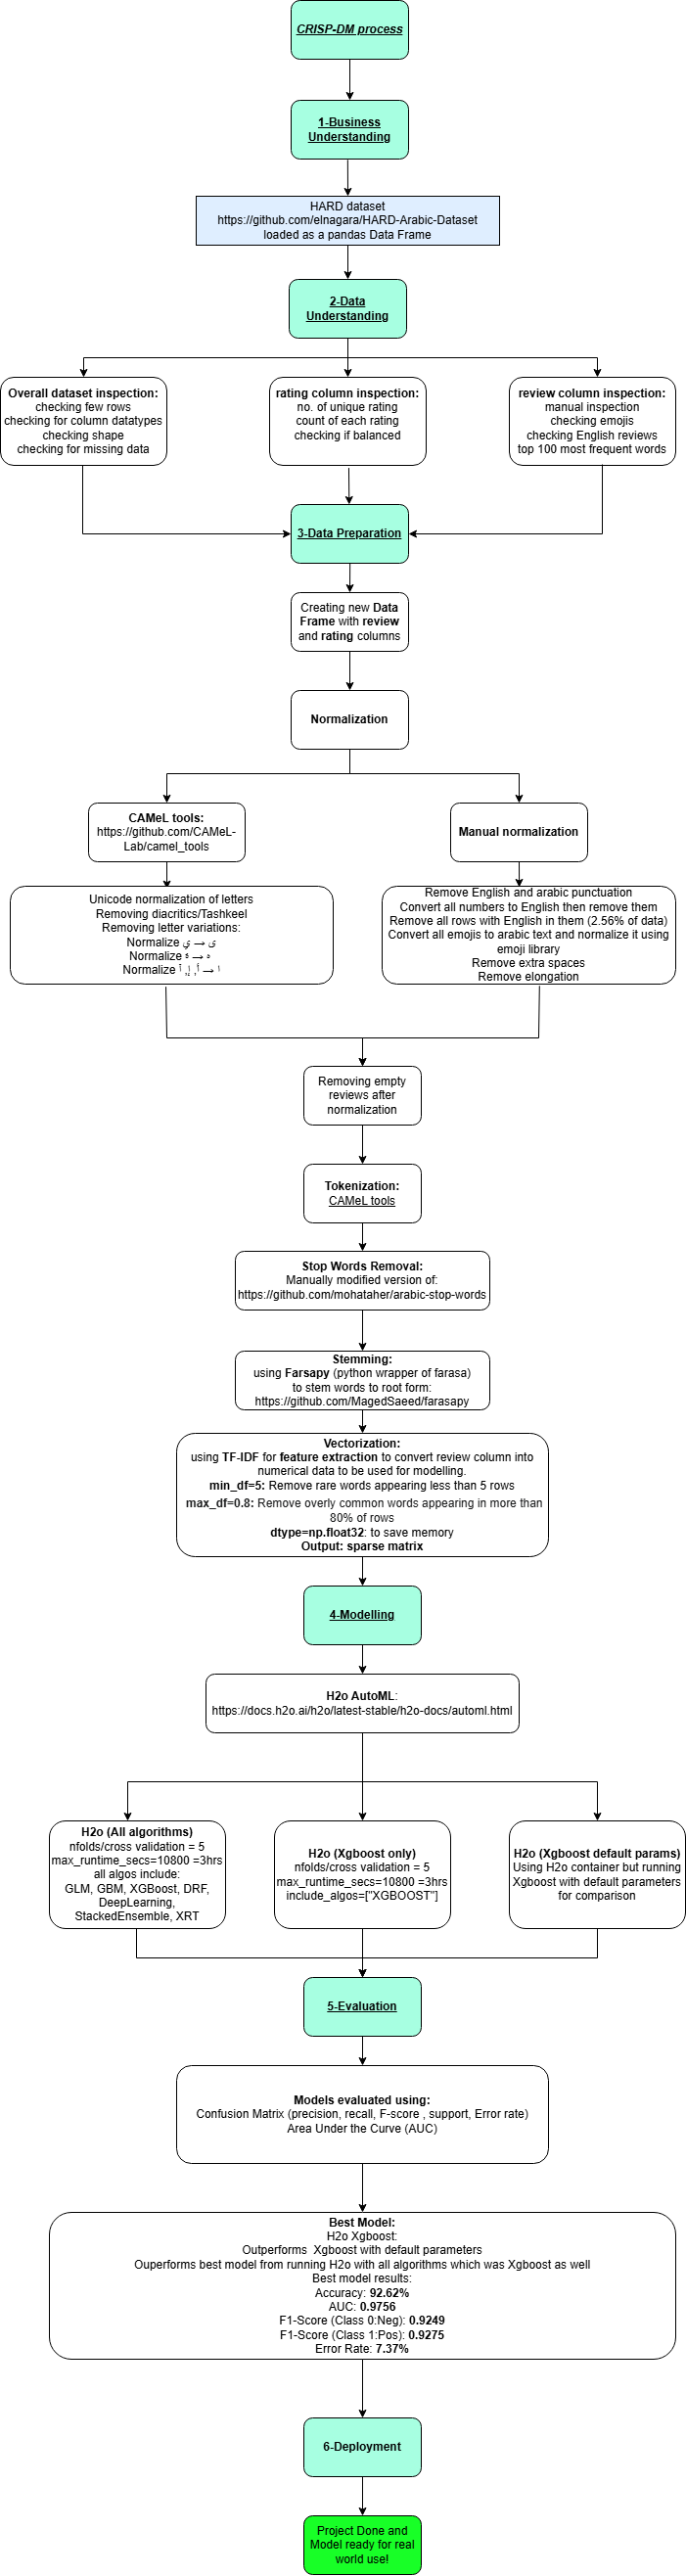 CRISP-DM process
1-Business
Understanding
HARD dataset
https://github.com/elnagara/HARD-Arabic-Dataset
loaded as a pandas Data Frame
2-Data
Understanding
Overall dataset inspection:
checking few rows
checking for column datatypes
checking shape
checking for missing data
rating column inspection:
no. of unique rating
count of each rating
checking if balanced
review column inspection:
manual inspection
checking emojis
checking English reviews
top 100 most frequent words
3-Data Preparation
Creating new Data
Frame with review
and rating columns
Normalization
CAMeL tools:
https://github.com/CAMeL-
Lab/camel_tools
Manual normalization
Unicode normalization of letters
Removing diacritics/Tashkeel
Removing letter variations:
Normalize ي → ى
Normalize ة → ه
Normalize أ, إ, آ → ا
Remove English and arabic punctuation
Convert all numbers to English then remove them
Remove all rows with English in them (2.56% of data)
Convert all emojis to arabic text and normalize it using
emoji library
Remove extra spaces
Remove elongation
Removing empty
reviews after
normalization
Tokenization:
CAMeL tools
Stop Words Removal:
Manually modified version of:
https://github.com/mohataher/arabic-stop-words
Stemming:
using Farsapy (python wrapper of farasa)
to stem words to root form:
https://github.com/MagedSaeed/farasapy
Vectorization:
using TF-IDF for feature extraction to convert review column into
numerical data to be used for modelling.
min_df=5: Remove rare words appearing less than 5 rows
max_df=0.8: Remove overly common words appearing in more than
80% of rows
dtype=np.float32: to save memory
Output: sparse matrix
4-Modelling
H2o AutoML:
https://docs.h2o.ai/h2o/latest-stable/h2o-docs/automl.html
H2o (All algorithms)
nfolds/cross validation = 5
max_runtime_secs=10800 =3hrs
all algos include:
GLM, GBM, XGBoost, DRF,
DeepLearning,
StackedEnsemble, XRT
H2o (Xgboost only)
nfolds/cross validation = 5
max_runtime_secs=10800 =3hrs
include_algos=["XGBOOST"]
H2o (Xgboost default params)
Using H2o container but running
Xgboost with default parameters
for comparison
5-Evaluation
Models evaluated using:
Confusion Matrix (precision, recall, F-score , support, Error rate)
Area Under the Curve (AUC)
Best Model:
H2o Xgboost:
Outperforms  Xgboost with default parameters
Ouperforms best model from running H2o with all algorithms which was Xgboost as well
Best model results:
Accuracy: 92.62%
AUC: 0.9756
F1-Score (Class 0:Neg): 0.9249
F1-Score (Class 1:Pos): 0.9275
Error Rate: 7.37%
6-Deployment
Project Done and
Model ready for real
world use!